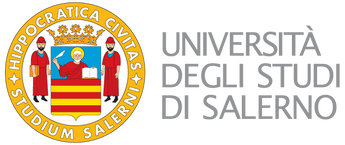 HIPPOCRATICA CIVITAS
STUDIUM SALERNI
UNIVERSITÀ
DEGLI STUDI
DI SALERNO